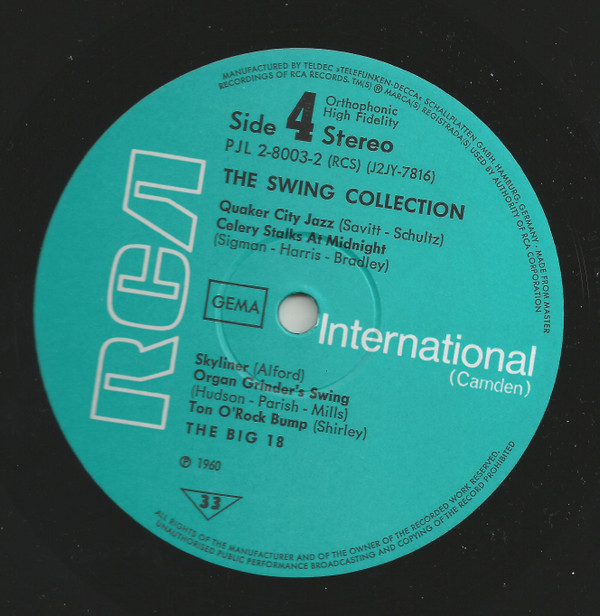 MANUFACTURED BY TELDEC »TELEFUNKEN-DECCA« SCHALLPLATTEN GMBH, HAMBURG, GERMANY - MADE FROM MASTER
RECORDINGS OF RCA RECORDS. TM(S) ® MARCA(S) REGISTRADA(S) USED BY AUTHORITY OF RCA CORPORATION
Side 4 Stereo
Orthophonic
High Fidelity
PJL 2-8003-2 (RCS) (J2JY-7816)
THE SWING COLLECTION
Quaker City Jazz (Savitt - Schultz)
Celery Stalks At Midnight
(Sigman - Harris - Bradley)
RCA
GEMA
International
(Camden)
Skyliner (Alford)
Organ Grinder's Swing
(Hudson - Parish - Mills)
Ton O'Rock Bump (Shirley)
THE BIG 18
℗ 1960
33
ALL RIGHTS OF THE MANUFACTURER AND OF THE OWNER OF THE RECORDED WORK RESERVED.
UNAUTHORISED PUBLIC PERFORMANCE BROADCASTING AND COPYING OF THE RECORD PROHIBITED